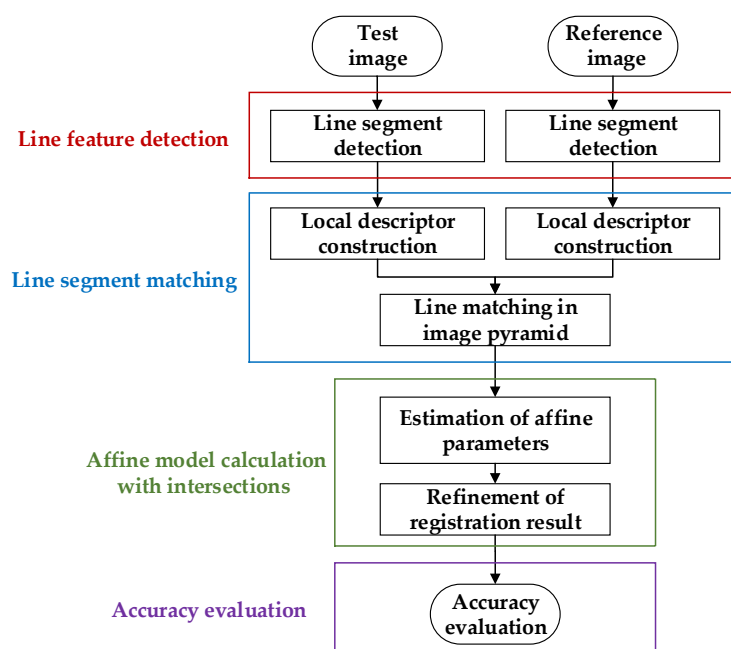 Test
image
Reference
image
Line feature detection
Line segment
detection
Line segment
detection
Line segment matching
Local descriptor
construction
Local descriptor
construction
Line matching in
image pyramid
Affine model calculation
with intersections
Estimation of affine
parameters
Refinement of
registration result
Accuracy evaluation
Accuracy
evaluation